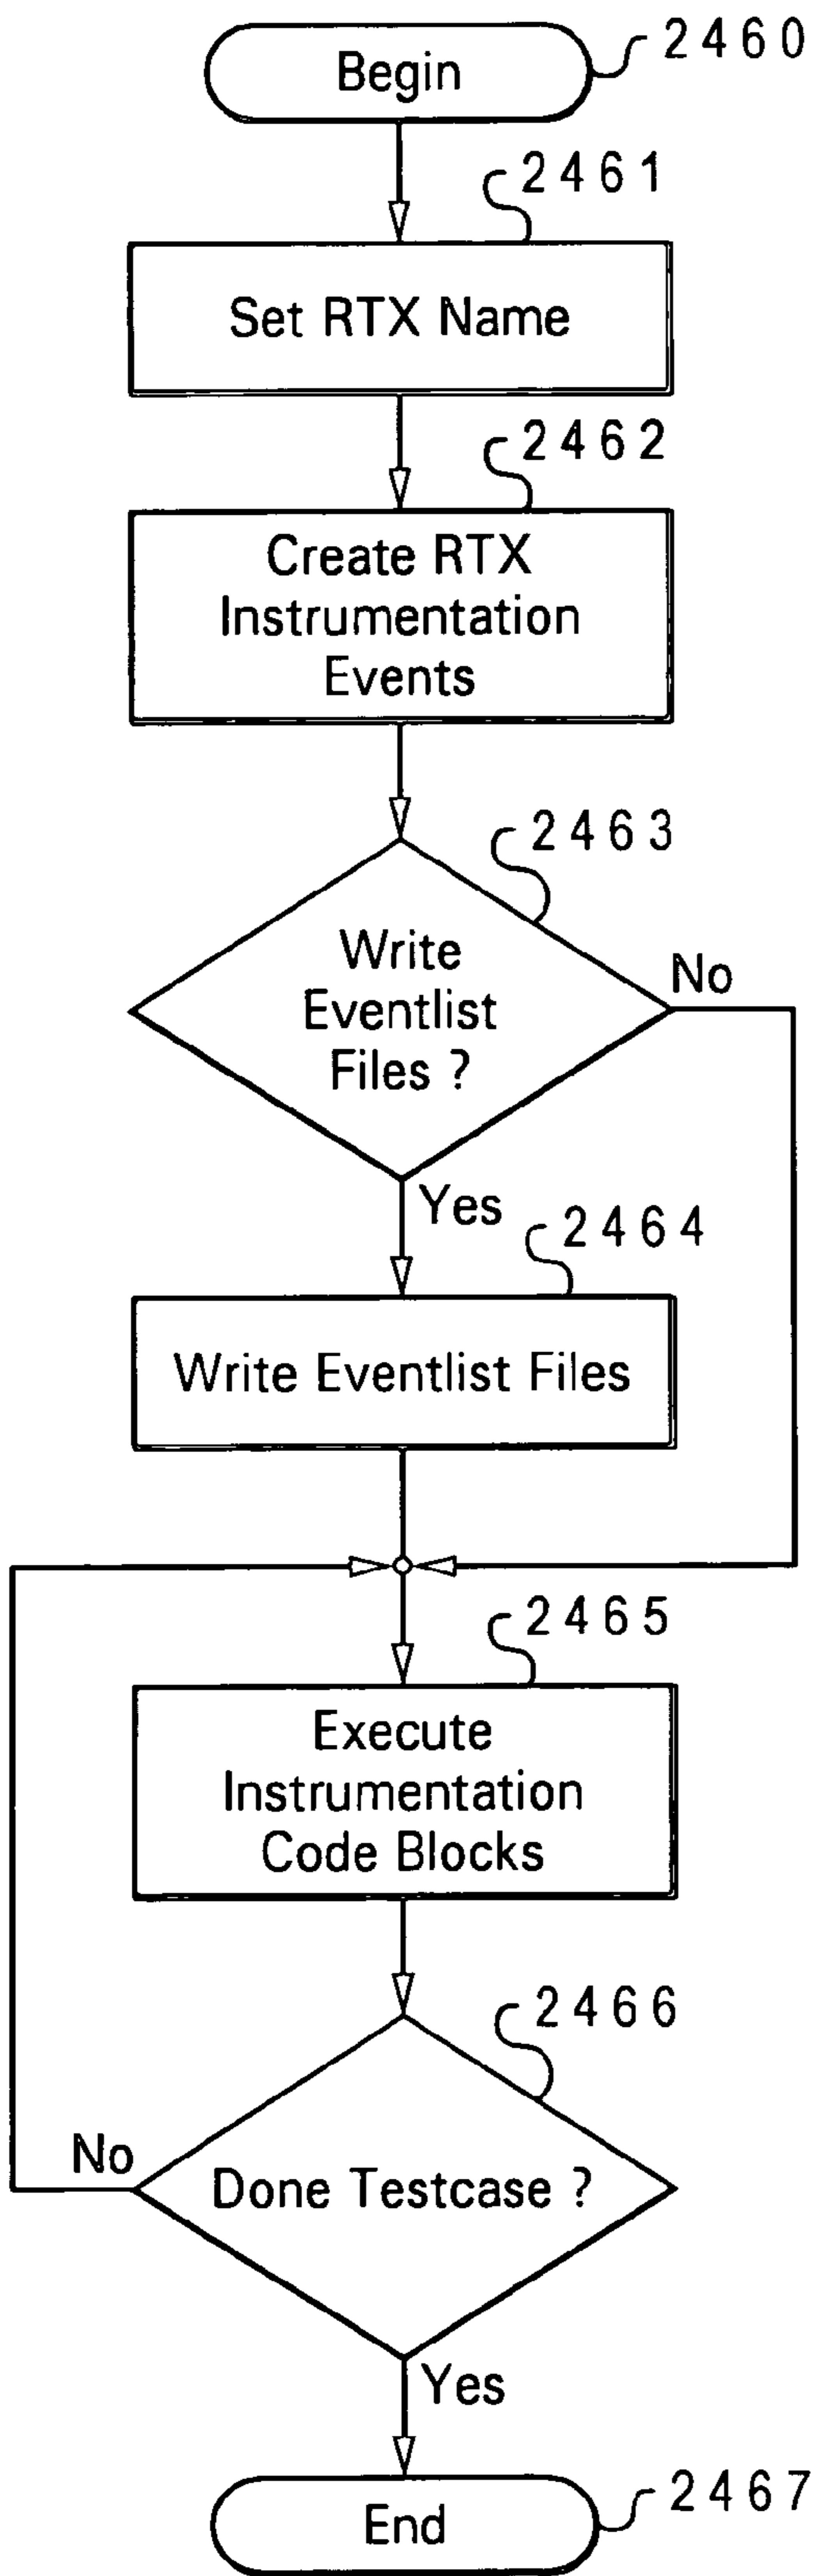 Begin
2460
2461
Set RTX Name
2462
Create RTX
Instrumentation
Events
2463
Write
Eventlist
Files ?
No
Yes
2464
Write Eventlist Files
2465
Execute
Instrumentation
Code Blocks
2466
Done Testcase ?
No
Yes
End
2467